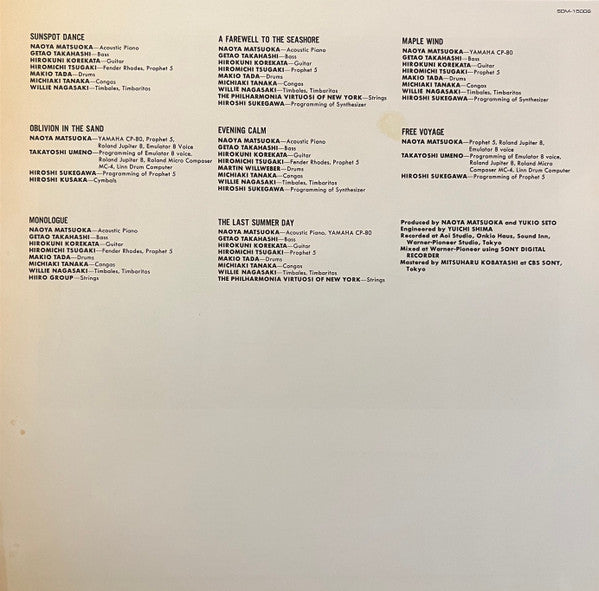 SDM-15006
SUNSPOT DANCE
NAOYA MATSUOKA—Acoustic Piano
GETAO TAKAHASHI—Bass
HIROKUNI KOREKATA—Guitar
HIROMICHI TSUGAKI—Fender Rhodes, Prophet 5
MAKIO TADA—Drums
MICHIAKI TANAKA—Congas
WILLIE NAGASAKI—Timbales, Timbaritos
A FAREWELL TO THE SEASHORE
NAOYA MATSUOKA—Acoustic Piano
GETAO TAKAHASHI—Bass
HIROKUNI KOREKATA—Guitar
HIROMICHI TSUGAKI—Prophet 5
MAKIO TADA—Drums
MICHIAKI TANAKA—Congas
WILLIE NAGASAKI—Timbales, Timbaritos
THE PHILHARMONIA VIRTUOSI OF NEW YORK—Strings
HIROSHI SUKEGAWA—Programming of Synthesizer
MAPLE WIND
NAOYA MATSUOKA—YAMAHA CP-80
GETAO TAKAHASHI—Bass
HIROKUNI KOREKATA—Guitar
HIROMICHI TSUGAKI—Prophet 5
MAKIO TADA—Drums
MICHIAKI TANAKA—Congas
WILLIE NAGASAKI—Timbales, Timbaritos
HIROSHI SUKEGAWA—Programming of Synthesizer
OBLIVION IN THE SAND
NAOYA MATSUOKA—YAMAHA CP-80, Prophet 5,
Roland Jupiter 8, Emulator 8 Voice
TAKAYOSHI UMENO—Programming of Emulator 8 voice,
Roland Jupiter 8, Roland Micro Composer
MC-4, Linn Drum Computer
HIROSHI SUKEGAWA—Programming of Prophet 5
HIROSHI KUSAKA—Cymbals
EVENING CALM
NAOYA MATSUOKA—Acoustic Piano
GETAO TAKAHASHI—Bass
HIROKUNI KOREKATA—Guitar
HIROMICHI TSUGAKI—Fender Rhodes, Prophet 5
MARTIN WILLWEBER—Drums
MICHIAKI TANAKA—Congas
WILLIE NAGASAKI—Timbales, Timbaritos
HIROSHI SUKEGAWA—Programming of Synthesizer
FREE VOYAGE
NAOYA MATSUOKA—Prophet 5, Roland Jupiter 8,
Emulator 8 voice
TAKAYOSHI UMENO—Programming of Emulator 8 voice,
Roland Jupiter 8, Roland Micro
Composer MC-4, Linn Drum Computer
HIROSHI SUKEGAWA—Programming of Prophet 5
MONOLOGUE
NAOYA MATSUOKA—Acoustic Piano
GETAO TAKAHASHI—Bass
HIROKUNI KOREKATA—Guitar
HIROMICHI TSUGAKI—Fender Rhodes, Prophet 5
MAKIO TADA—Drums
MICHIAKI TANAKA—Congas
WILLIE NAGASAKI—Timbales, Timbaritos
HIIRO GROUP—Strings
THE LAST SUMMER DAY
NAOYA MATSUOKA—Acoustic Piano, YAMAHA CP-80
GETAO TAKAHASHI—Bass
HIROKUNI KOREKATA—Guitar
HIROMICHI TSUGAKI—Prophet 5
MAKIO TADA—Drums
MICHIAKI TANAKA—Congas
WILLIE NAGASAKI—Timbales, Timbaritos
THE PHILHARMONIA VIRTUOSI OF NEW YORK—Strings
Produced by NAOYA MATSUOKA and YUKIO SETO
Engineered by YUICHI SHIMA
Recorded at Aoi Studio, Onkio Haus, Sound Inn,
Warner-Pioneer Studio, Tokyo
Mixed at Warner-Pioneer using SONY DIGITAL
RECORDER
Mastered by MITSUHARU KOBAYASHI at CBS SONY,
Tokyo